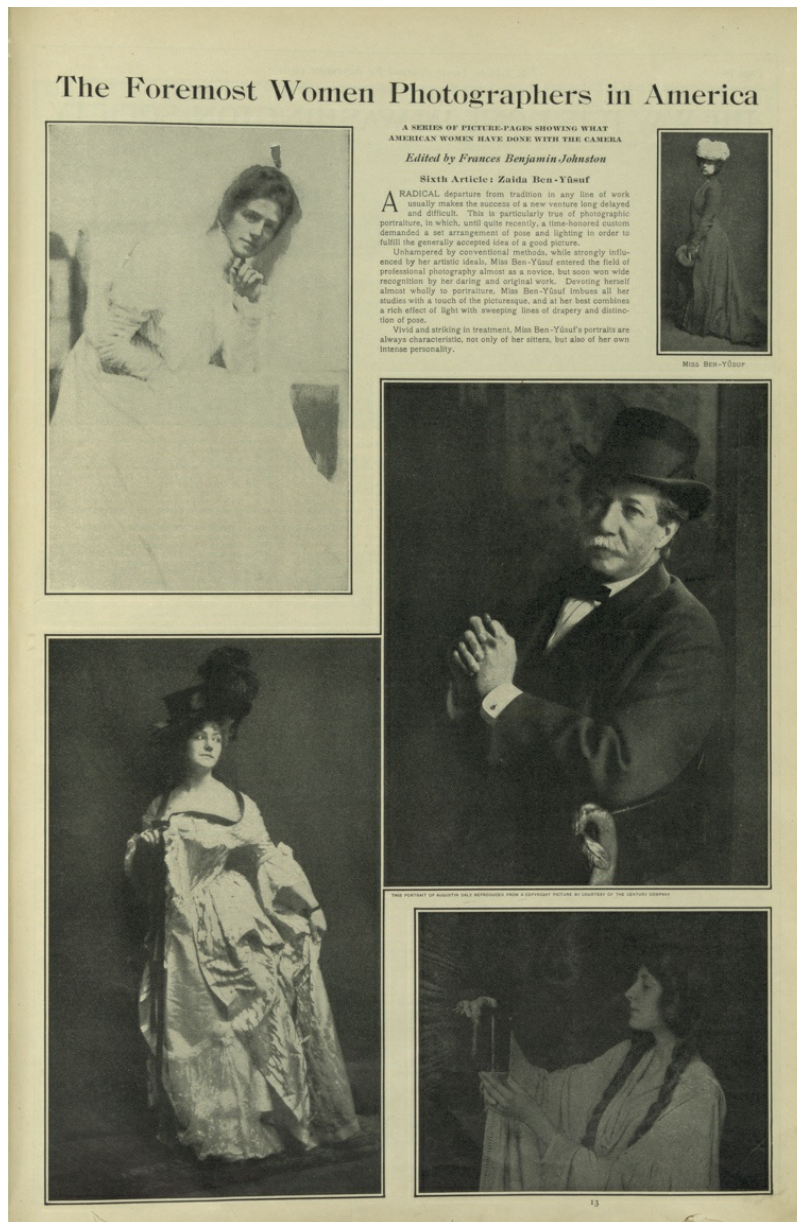 The Foremost Women Photographers in America
A SERIES OF PICTURE-PAGES SHOWING WHAT
AMERICAN WOMEN HAVE DONE WITH THE CAMERA
Edited by Frances Benjamin Johnston
Sixth Article: Zaida Ben-Yûsuf
A RADICAL departure from tradition in any line of work
usually makes the success of a new venture long delayed
and difficult. This is particularly true of photographic
portraiture, in which, until quite recently, a time-honored custom
demanded a set arrangement of pose and lighting in order to
fulfill the generally accepted idea of a good picture.
Unhampered by conventional methods, while strongly influ-
enced by her artistic ideals, Miss Ben-Yûsuf entered the field of
professional photography almost as a novice, but soon won wide
recognition by her daring and original work. Devoting herself
almost wholly to portraiture, Miss Ben-Yûsuf imbues all her
studies with a touch of the picturesque, and at her best combines
a rich effect of light with sweeping lines of drapery and distinc-
tion of pose.
Vivid and striking in treatment, Miss Ben-Yûsuf's portraits are
always characteristic, not only of her sitters, but also of her own
intense personality.
MISS BEN-YÛSUF
THIS PORTRAIT OF AUGUSTIN DALY REPRODUCED FROM A COPYRIGHT PICTURE BY COURTESY OF THE CENTURY COMPANY
13